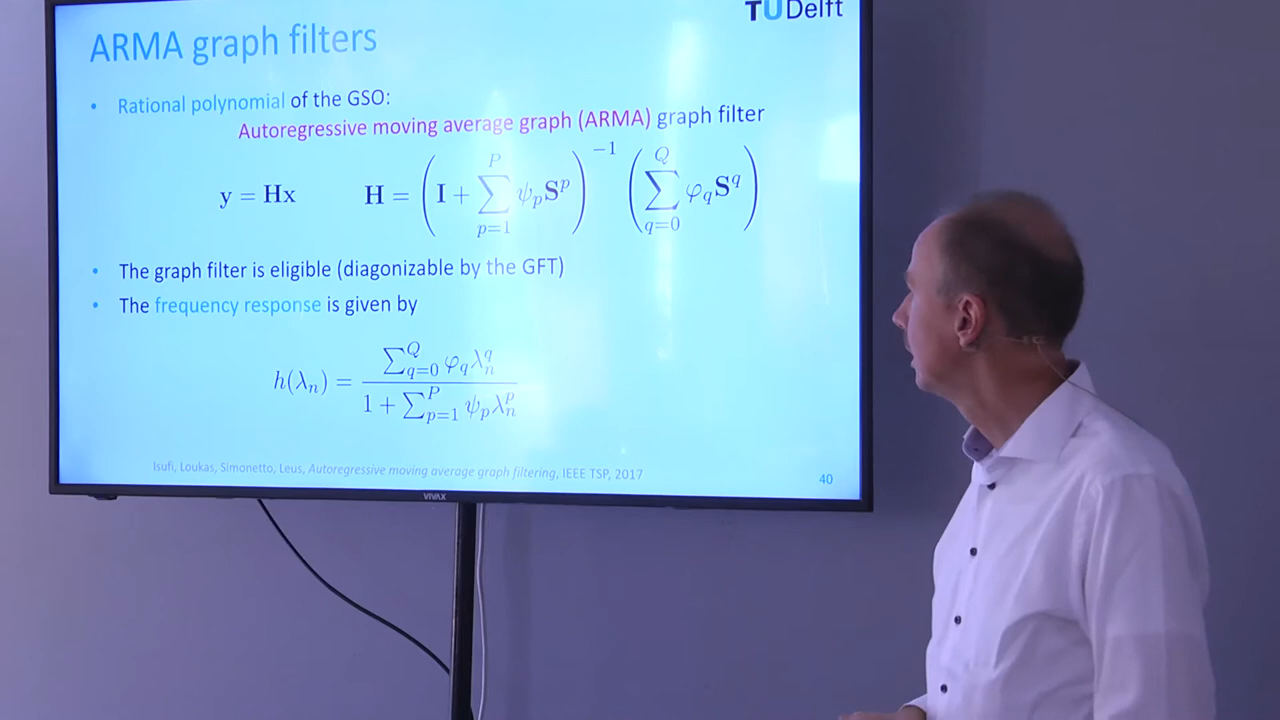 TUDelft
ARMA graph filters
• Rational polynomial of the GSO:
Autoregressive moving average graph (ARMA) graph filter
y = Hx H = (I + ∑_{p=1}^{P} ψ_p S^p)^{-1} (∑_{q=0}^{Q} φ_q S^q)
• The graph filter is eligible (diagonizable by the GFT)
• The frequency response is given by
h(λ_n) = \frac{∑_{q=0}^{Q} φ_q λ_n^q}{1 + ∑_{p=1}^{P} ψ_p λ_n^p}
Isufi, Loukas, Simonetto, Leus, Autoregressive moving average graph filtering, IEEE TSP, 2017
40
VIVAX